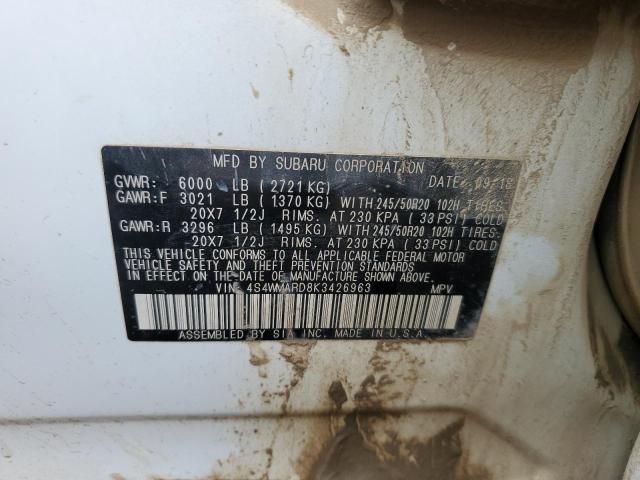 MFD BY SUBARU CORPORATION
GVWR: 6000 LB (2721 KG) DATE: 09/18
GAWR:F 3021 LB (1370 KG) WITH 245/50R20 102H TIRES.
20X7 1/2J RIMS. AT 230 KPA (33 PSI) COLD
GAWR:R 3296 LB (1495 KG) WITH 245/50R20 102H TIRES.
20X7 1/2J RIMS. AT 230 KPA (33 PSI) COLD
THIS VEHICLE CONFORMS TO ALL APPLICABLE FEDERAL MOTOR
VEHICLE SAFETY AND THEFT PREVENTION STANDARDS
IN EFFECT ON THE DATE OF MANUFACTURE SHOWN ABOVE.
VIN: 4S4WMARD8K3426963 MPV
ASSEMBLED BY SIA INC. MADE IN U.S.A.